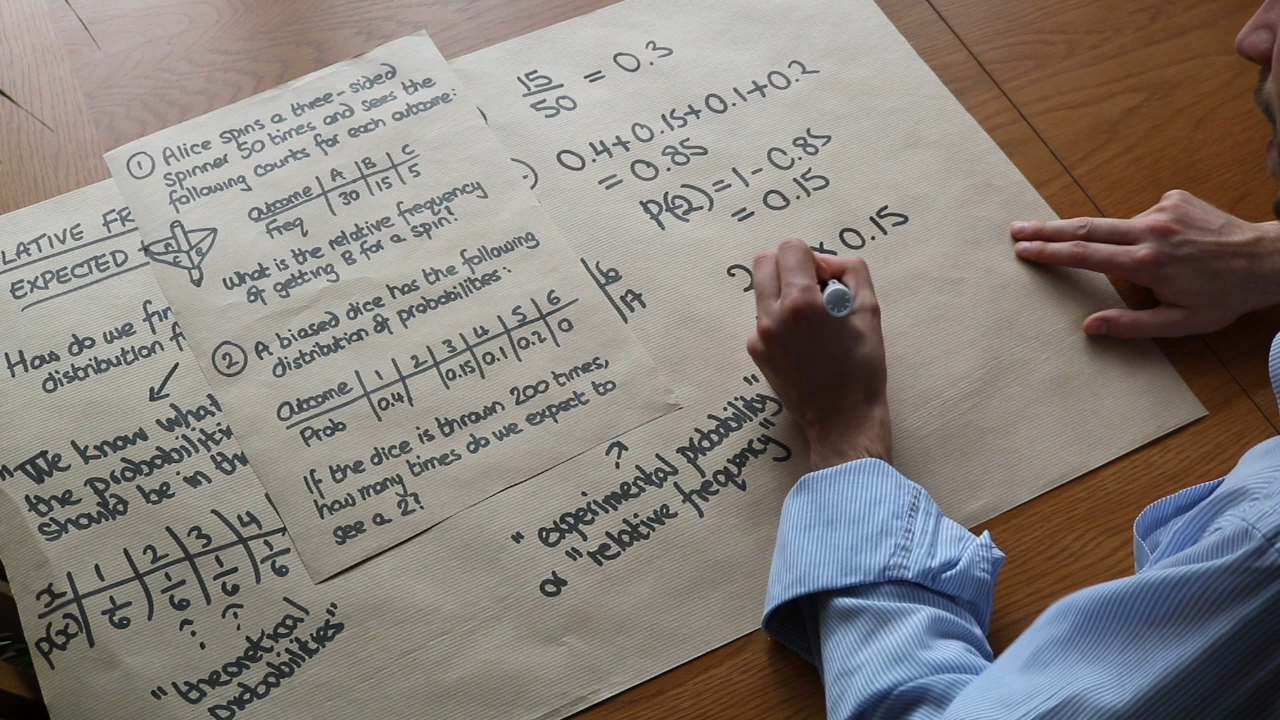 ① Alice spins a three-sided
spinner 50 times and sees the
following counts for each outcome:
Outcome A B C
Freq 30 15 5
A C B
What is the relative frequency
of getting B for a spin?
② A biased dice has the following
distribution of probabilities:
Outcome 1 2 3 4 5 6
Prob 0.4 0.15 0.1 0.2 0
If the dice is thrown 200 times,
how many times do we expect to
see a 2?
15/50 = 0.3
0.4+0.15+0.1+0.2
= 0.85
P(2) = 1 - 0.85
= 0.15
2 × 0.15
LATIVE FR
EXPECTED
How do we fin
distribution f
"We know what
the probabiliti
should be in th
x 1 2 3 4
P(x) 1/6 1/6 1/6 1/6
? ?
"theoretical
probabilities"
6
17
"experimental probability"
or "relative frequency"